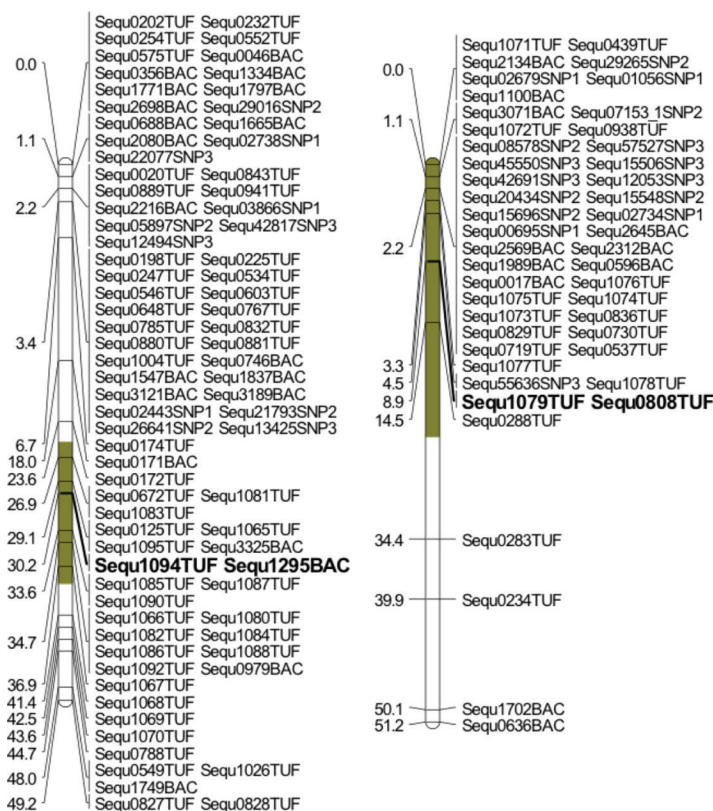 Sequ0202TUF Sequ0232TUF
Sequ0254TUF Sequ0552TUF
0.0 Sequ0575TUF Sequ0046BAC
Sequ0356BAC Sequ1334BAC
Sequ1771BAC Sequ1797BAC
Sequ2698BAC Sequ29016SNP2
Sequ0688BAC Sequ1665BAC
1.1 Sequ2080BAC Sequ02738SNP1
Sequ22077SNP3
Sequ0020TUF Sequ0843TUF
Sequ0889TUF Sequ0941TUF
2.2 Sequ2216BAC Sequ03866SNP1
Sequ05897SNP2 Sequ42817SNP3
Sequ12494SNP3
Sequ0198TUF Sequ0225TUF
Sequ0247TUF Sequ0534TUF
Sequ0546TUF Sequ0603TUF
Sequ0648TUF Sequ0767TUF
Sequ0785TUF Sequ0832TUF
3.4 Sequ0880TUF Sequ0881TUF
Sequ1004TUF Sequ0746BAC
Sequ1547BAC Sequ1837BAC
Sequ3121BAC Sequ3189BAC
Sequ02443SNP1 Sequ21793SNP2
Sequ26641SNP2 Sequ13425SNP3
6.7 Sequ0174TUF
18.0 Sequ0171BAC
23.6 Sequ0172TUF
26.9 Sequ0672TUF Sequ1081TUF
Sequ1083TUF
29.1 Sequ0125TUF Sequ1065TUF
Sequ1095TUF Sequ3325BAC
30.2 Sequ1094TUF Sequ1295BAC
33.6 Sequ1085TUF Sequ1087TUF
Sequ1090TUF
Sequ1066TUF Sequ1080TUF
34.7 Sequ1082TUF Sequ1084TUF
Sequ1086TUF Sequ1088TUF
Sequ1092TUF Sequ0979BAC
36.9 Sequ1067TUF
41.4 Sequ1068TUF
42.5 Sequ1069TUF
43.6 Sequ1070TUF
44.7 Sequ0788TUF
48.0 Sequ0549TUF Sequ1026TUF
Sequ1749BAC
49.2 Sequ0827TUF Sequ0828TUF
Sequ1071TUF Sequ0439TUF
0.0 Sequ2134BAC Sequ29265SNP2
Sequ02679SNP1 Sequ01056SNP1
Sequ1100BAC
1.1 Sequ3071BAC Sequ07153_1SNP2
Sequ1072TUF Sequ0938TUF
Sequ08578SNP2 Sequ57527SNP3
Sequ45550SNP3 Sequ15506SNP3
Sequ42691SNP3 Sequ12053SNP3
Sequ20434SNP2 Sequ15548SNP2
Sequ15696SNP2 Sequ02734SNP1
Sequ00695SNP1 Sequ2645BAC
2.2 Sequ2569BAC Sequ2312BAC
Sequ1989BAC Sequ0596BAC
Sequ0017BAC Sequ1076TUF
Sequ1075TUF Sequ1074TUF
Sequ1073TUF Sequ0836TUF
Sequ0829TUF Sequ0730TUF
Sequ0719TUF Sequ0537TUF
3.3 Sequ1077TUF
4.5 Sequ55636SNP3 Sequ1078TUF
8.9 Sequ1079TUF Sequ0808TUF
14.5 Sequ0288TUF
34.4 Sequ0283TUF
39.9 Sequ0234TUF
50.1 Sequ1702BAC
51.2 Sequ0636BAC